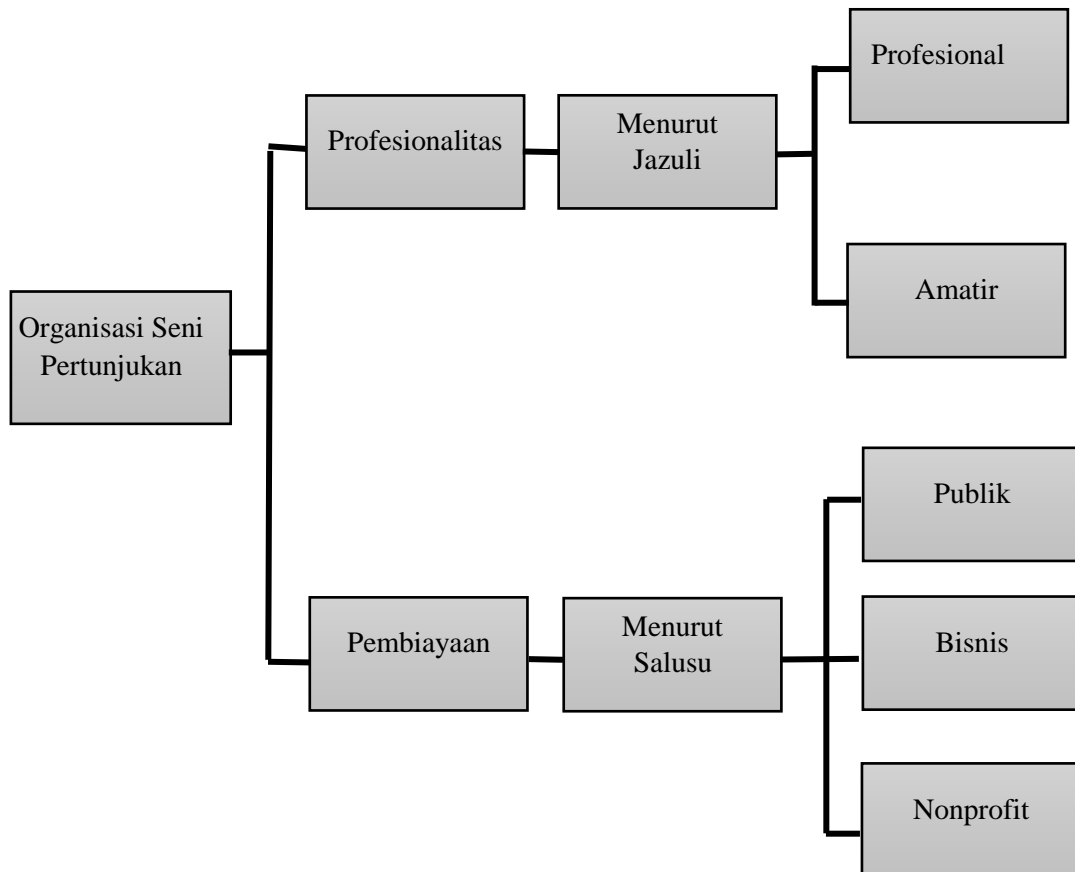 Organisasi Seni
Pertunjukan
Profesionalitas
Menurut
Jazuli
Profesional
Amatir
Pembiayaan
Menurut
Salusu
Publik
Bisnis
Nonprofit